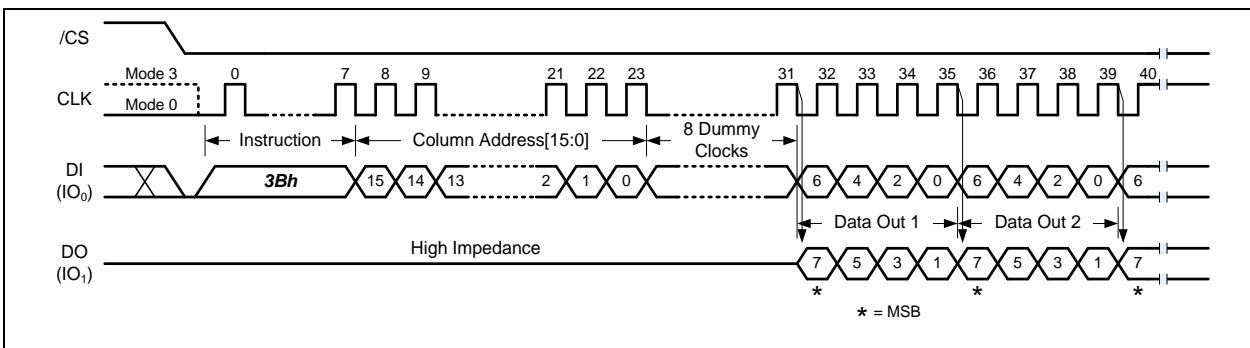 /CS
Mode 3 0 7 8 9 21 22 23 31 32 33 34 35 36 37 38 39 40
CLK
Mode 0
Instruction Column Address[15:0] 8 Dummy Clocks
DI (IO0) 3Bh 15 14 13 2 1 0 6 4 2 0 6 4 2 0 6
Data Out 1 Data Out 2
High Impedance
DO (IO1) 7 5 3 1 7 5 3 1 7
* * *
* = MSB